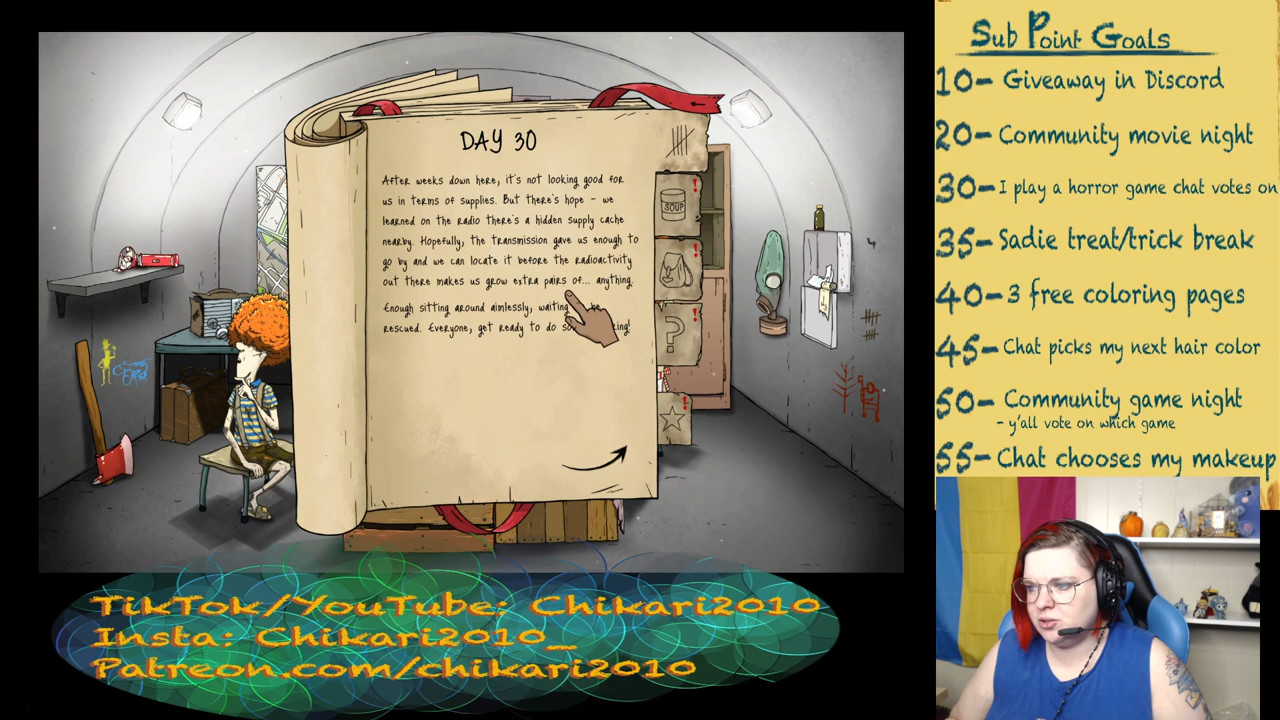 DAY 30
After weeks down here, it's not looking good for
us in terms of supplies. But there's hope - we
learned on the radio there's a hidden supply cache
nearby. Hopefully, the transmission gave us enough to
go by and we can locate it before the radioactivity
out there makes us grow extra pairs of... anything.
Enough sitting around aimlessly, waiting be
rescued. Everyone, get ready to do
SOUP
Sub Point Goals
10- Giveaway in Discord
20- Community movie night
30- I play a horror game chat votes on
35- Sadie treat/trick break
40- 3 free coloring pages
45- Chat picks my next hair color
50- Community game night
- y'all vote on which game
55- Chat chooses my makeup
TikTok/YouTube: Chikari2010
Insta: Chikari2010_
Patreon.com/chikari2010